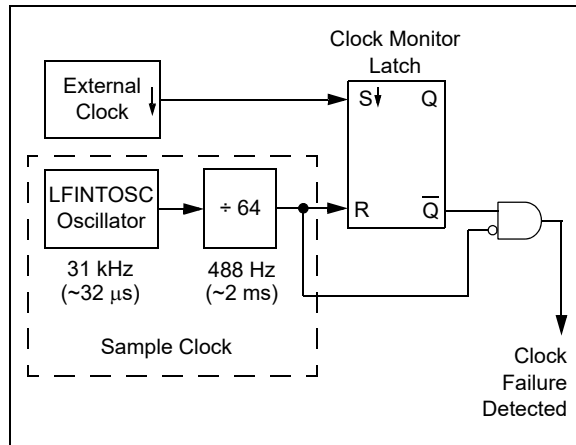 Clock Monitor
Latch
External
Clock
S
Q
LFINTOSC
Oscillator
÷ 64
R
Q̅
31 kHz
(~32 μs)
488 Hz
(~2 ms)
Sample Clock
Clock
Failure
Detected